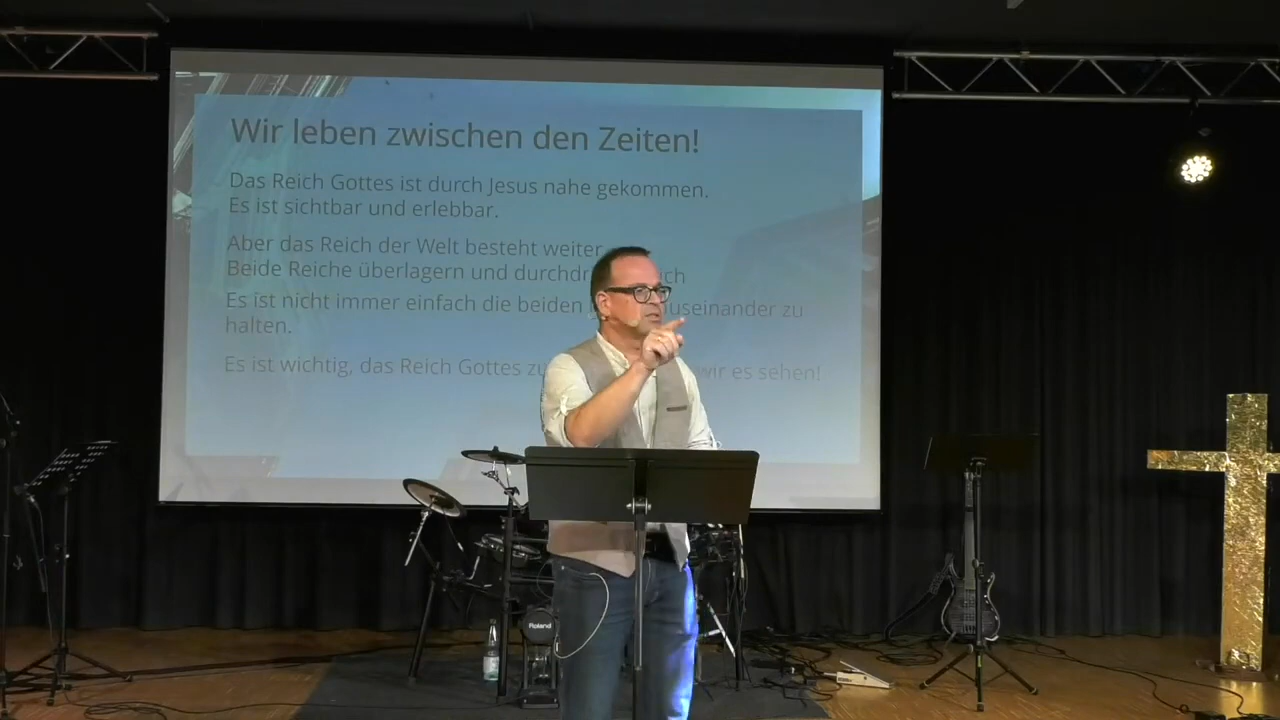 Wir leben zwischen den Zeiten!
Das Reich Gottes ist durch Jesus nahe gekommen.
Es ist sichtbar und erlebbar.
Aber das Reich der Welt besteht weiter
Beide Reiche überlagern und
Es ist nicht immer einfach die beiden auseinander zu
halten.
Es ist wichtig, das Reich Gottes zu wir es sehen!
Roland